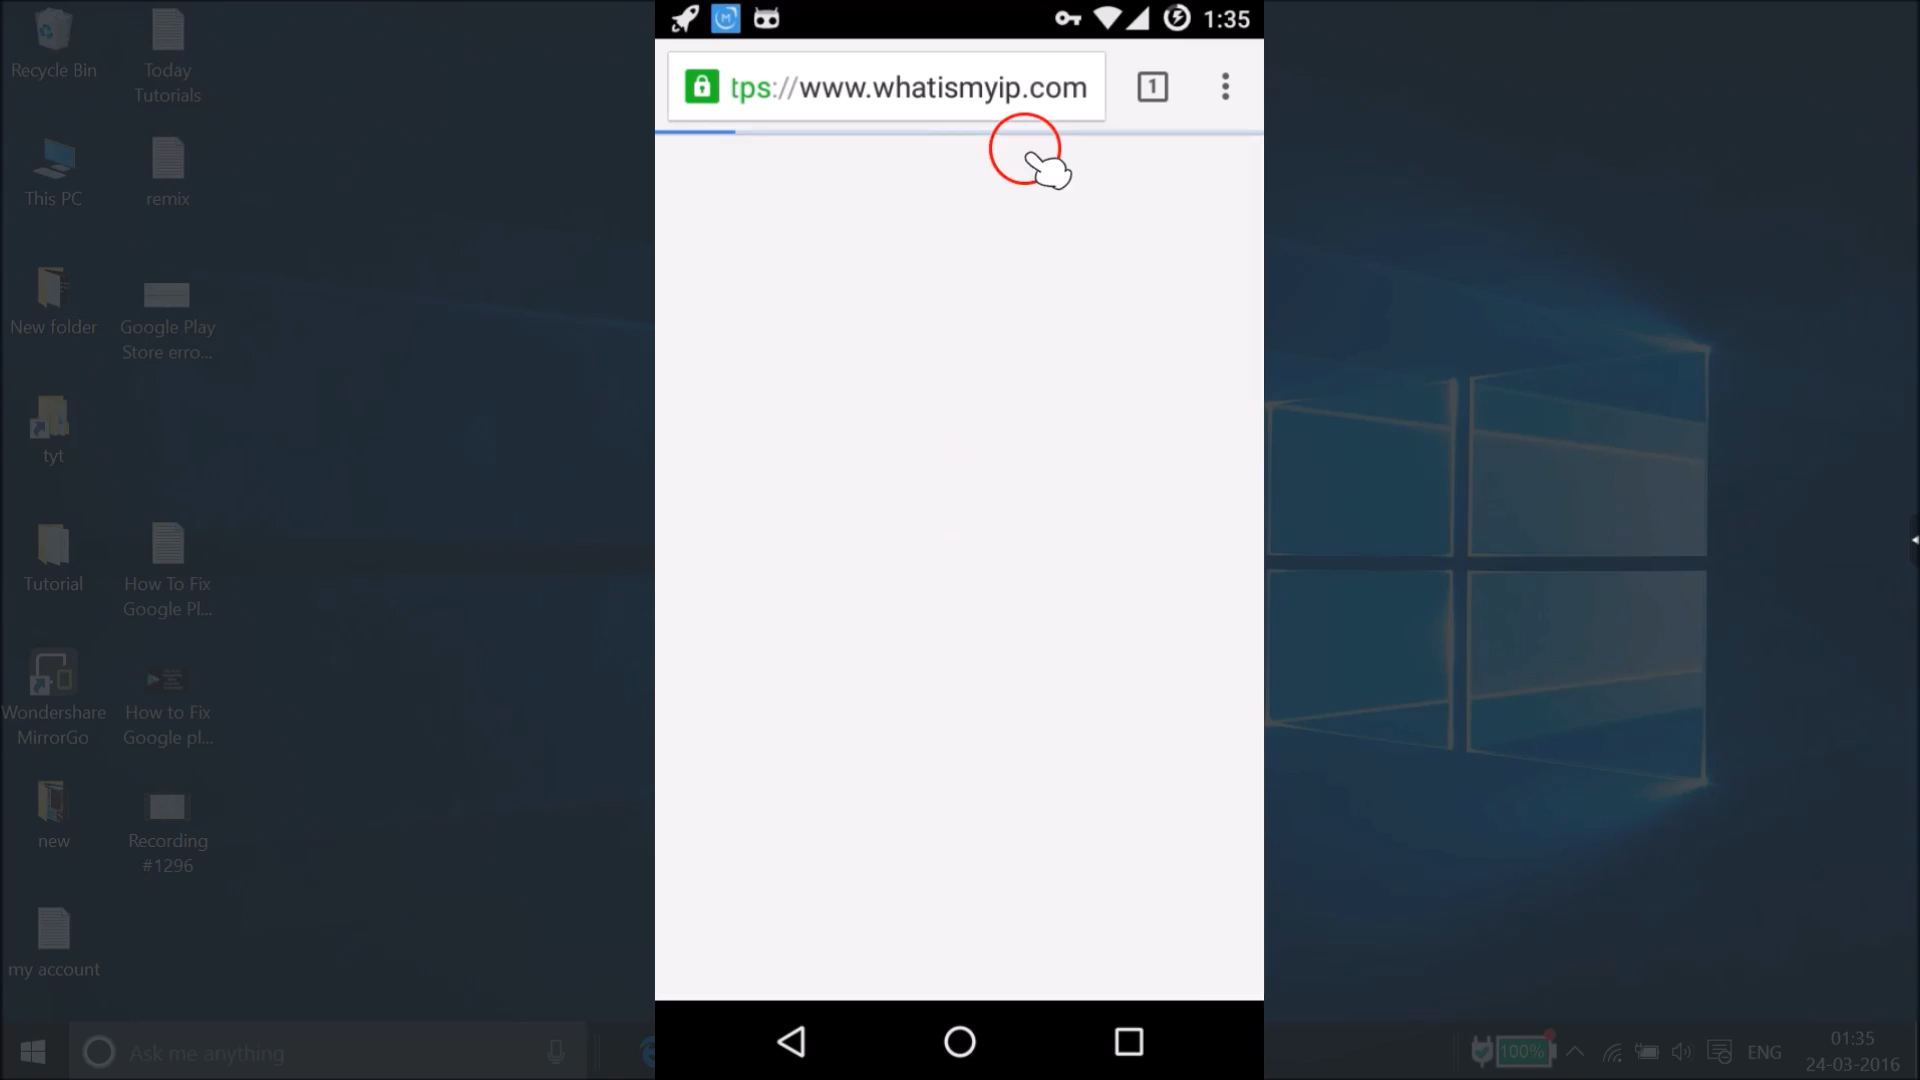 1:35
tps://www.whatismyip.com
1
Recycle Bin
Today
Tutorials
This PC
remix
New folder
Google Play
Store erro...
tyt
Tutorial
How To Fix
Google Pl...
Wondershare
MirrorGo
How to Fix
Google pl...
new
Recording
#1296
my account
Ask me anything
100%
ENG
01:35
24-03-2016